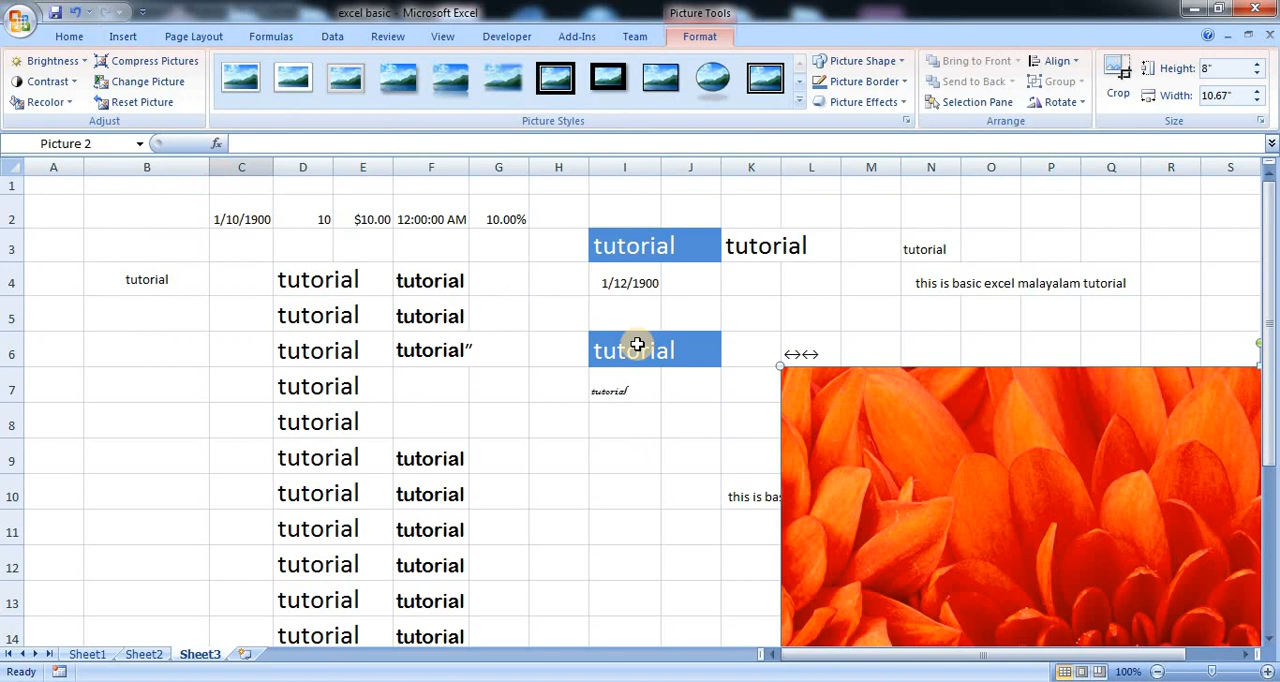 excel basic - Microsoft Excel
Picture Tools
Home Insert Page Layout Formulas Data Review View Developer Add-Ins Team Format
Brightness Compress Pictures
Contrast Change Picture
Recolor Reset Picture
Adjust
Picture Styles
Picture Shape
Picture Border
Picture Effects
Bring to Front Align
Send to Back Group
Selection Pane Rotate
Arrange
Crop
Height: 8"
Width: 10.67"
Size
Picture 2 fx
A B C D E F G H I J K L M N O P Q R S
1
2 1/10/1900 10 $10.00 12:00:00 AM 10.00%
3 tutorial tutorial tutorial
4 tutorial tutorial tutorial 1/12/1900 this is basic excel malayalam tutorial
5 tutorial tutorial
6 tutorial tutorial” tutorial ↔↔
7 tutorial tutorial
8 tutorial
9 tutorial tutorial
10 tutorial tutorial this is bas
11 tutorial tutorial
12 tutorial tutorial
13 tutorial tutorial
14 tutorial tutorial
Sheet1 Sheet2 Sheet3
Ready 100%